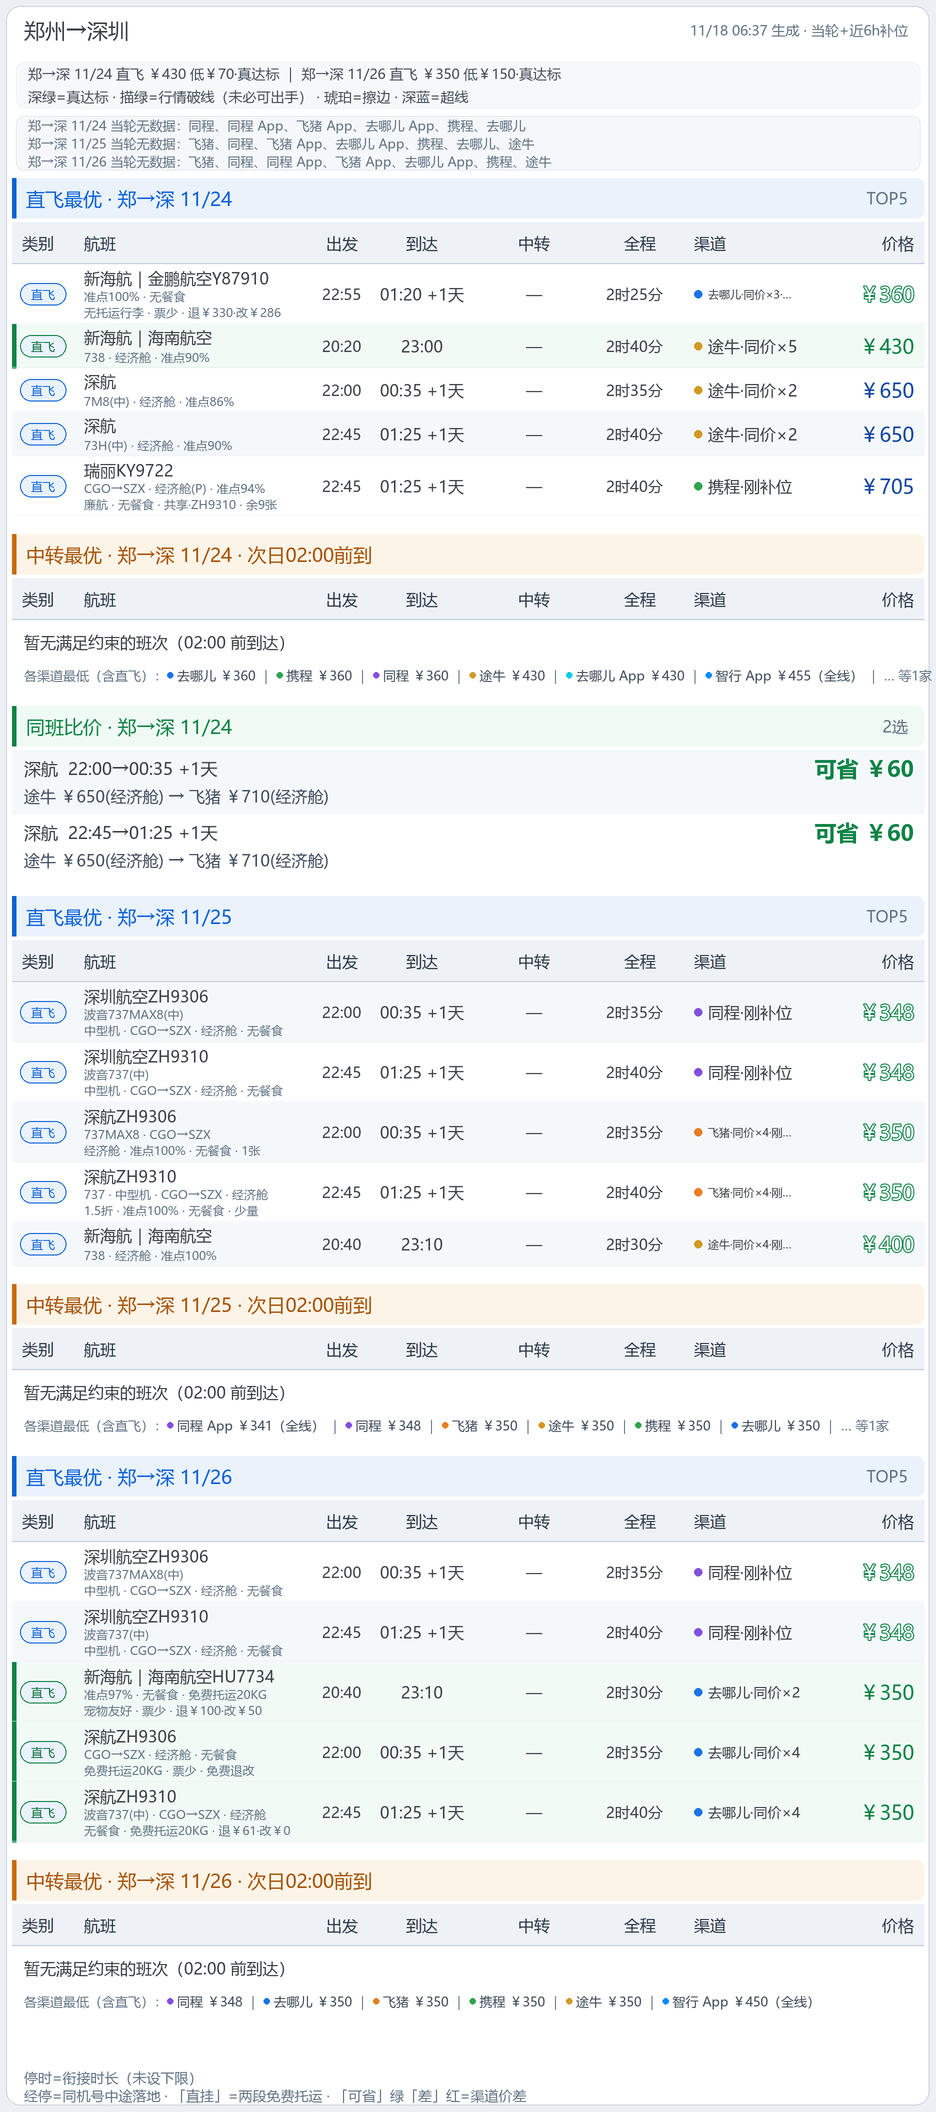 郑州→深圳
11/18 06:37 生成 · 当轮+近6h补位
郑→深 11/24 直飞 ¥430 低¥70·真达标 | 郑→深 11/26 直飞 ¥350 低¥150·真达标
深绿=真达标 · 描绿=行情破线（未必可出手） · 琥珀=擦边 · 深蓝=超线
郑→深 11/24 当轮无数据：同程、同程 App、飞猪 App、去哪儿 App、携程、去哪儿
郑→深 11/25 当轮无数据：飞猪、同程、飞猪 App、去哪儿 App、携程、去哪儿、途牛
郑→深 11/26 当轮无数据：飞猪、同程、同程 App、飞猪 App、去哪儿 App、携程、途牛
直飞最优 · 郑→深 11/24 TOP5
类别 航班 出发 到达 中转 全程 渠道 价格
新海航｜金鹏航空Y87910
准点100% · 无餐食
无托运行李 · 票少 · 退¥330·改¥286
直飞 22:55 01:20 +1天 — 2时25分 去哪儿·同价×3·... ¥360
新海航｜海南航空
738 · 经济舱 · 准点90%
直飞 20:20 23:00 — 2时40分 途牛·同价×5 ¥430
深航
7M8(中) · 经济舱 · 准点86%
直飞 22:00 00:35 +1天 — 2时35分 途牛·同价×2 ¥650
深航
73H(中) · 经济舱 · 准点90%
直飞 22:45 01:25 +1天 — 2时40分 途牛·同价×2 ¥650
瑞丽KY9722
CGO→SZX · 经济舱(P) · 准点94%
廉航 · 无餐食 · 共享·ZH9310 · 余9张
直飞 22:45 01:25 +1天 — 2时40分 携程·刚补位 ¥705
中转最优 · 郑→深 11/24 · 次日02:00前到
类别 航班 出发 到达 中转 全程 渠道 价格
暂无满足约束的班次（02:00 前到达）
各渠道最低（含直飞）： 去哪儿 ¥360 | 携程 ¥360 | 同程 ¥360 | 途牛 ¥430 | 去哪儿 App ¥430 | 智行 App ¥455（全线） | ... 等1家
同班比价 · 郑→深 11/24 2选
深航 22:00→00:35 +1天 可省 ¥60
途牛 ¥650(经济舱) → 飞猪 ¥710(经济舱)
深航 22:45→01:25 +1天 可省 ¥60
途牛 ¥650(经济舱) → 飞猪 ¥710(经济舱)
直飞最优 · 郑→深 11/25 TOP5
类别 航班 出发 到达 中转 全程 渠道 价格
深圳航空ZH9306
波音737MAX8(中)
中型机 · CGO→SZX · 经济舱 · 无餐食
直飞 22:00 00:35 +1天 — 2时35分 同程·刚补位 ¥348
深圳航空ZH9310
波音737(中)
中型机 · CGO→SZX · 经济舱 · 无餐食
直飞 22:45 01:25 +1天 — 2时40分 同程·刚补位 ¥348
深航ZH9306
737MAX8 · CGO→SZX
经济舱 · 准点100% · 无餐食 · 1张
直飞 22:00 00:35 +1天 — 2时35分 飞猪·同价×4·刚... ¥350
深航ZH9310
737 · 中型机 · CGO→SZX · 经济舱
1.5折 · 准点100% · 无餐食 · 少量
直飞 22:45 01:25 +1天 — 2时40分 飞猪·同价×4·刚... ¥350
新海航｜海南航空
738 · 经济舱 · 准点100%
直飞 20:40 23:10 — 2时30分 途牛·同价×4·刚... ¥400
中转最优 · 郑→深 11/25 · 次日02:00前到
类别 航班 出发 到达 中转 全程 渠道 价格
暂无满足约束的班次（02:00 前到达）
各渠道最低（含直飞）： 同程 App ¥341（全线） | 同程 ¥348 | 飞猪 ¥350 | 途牛 ¥350 | 携程 ¥350 | 去哪儿 ¥350 | ... 等1家
直飞最优 · 郑→深 11/26 TOP5
类别 航班 出发 到达 中转 全程 渠道 价格
深圳航空ZH9306
波音737MAX8(中)
中型机 · CGO→SZX · 经济舱 · 无餐食
直飞 22:00 00:35 +1天 — 2时35分 同程·刚补位 ¥348
深圳航空ZH9310
波音737(中)
中型机 · CGO→SZX · 经济舱 · 无餐食
直飞 22:45 01:25 +1天 — 2时40分 同程·刚补位 ¥348
新海航｜海南航空HU7734
准点97% · 无餐食 · 免费托运20KG
宠物友好 · 票少 · 退¥100·改¥50
直飞 20:40 23:10 — 2时30分 去哪儿·同价×2 ¥350
深航ZH9306
CGO→SZX · 经济舱 · 无餐食
免费托运20KG · 票少 · 免费退改
直飞 22:00 00:35 +1天 — 2时35分 去哪儿·同价×4 ¥350
深航ZH9310
波音737(中) · CGO→SZX · 经济舱
无餐食 · 免费托运20KG · 退¥61·改¥0
直飞 22:45 01:25 +1天 — 2时40分 去哪儿·同价×4 ¥350
中转最优 · 郑→深 11/26 · 次日02:00前到
类别 航班 出发 到达 中转 全程 渠道 价格
暂无满足约束的班次（02:00 前到达）
各渠道最低（含直飞）： 同程 ¥348 | 去哪儿 ¥350 | 飞猪 ¥350 | 携程 ¥350 | 途牛 ¥350 | 智行 App ¥450（全线）
停时=衔接时长（未设下限）
经停=同机号中途落地 · 「直挂」=两段免费托运 · 「可省」绿「差」红=渠道价差